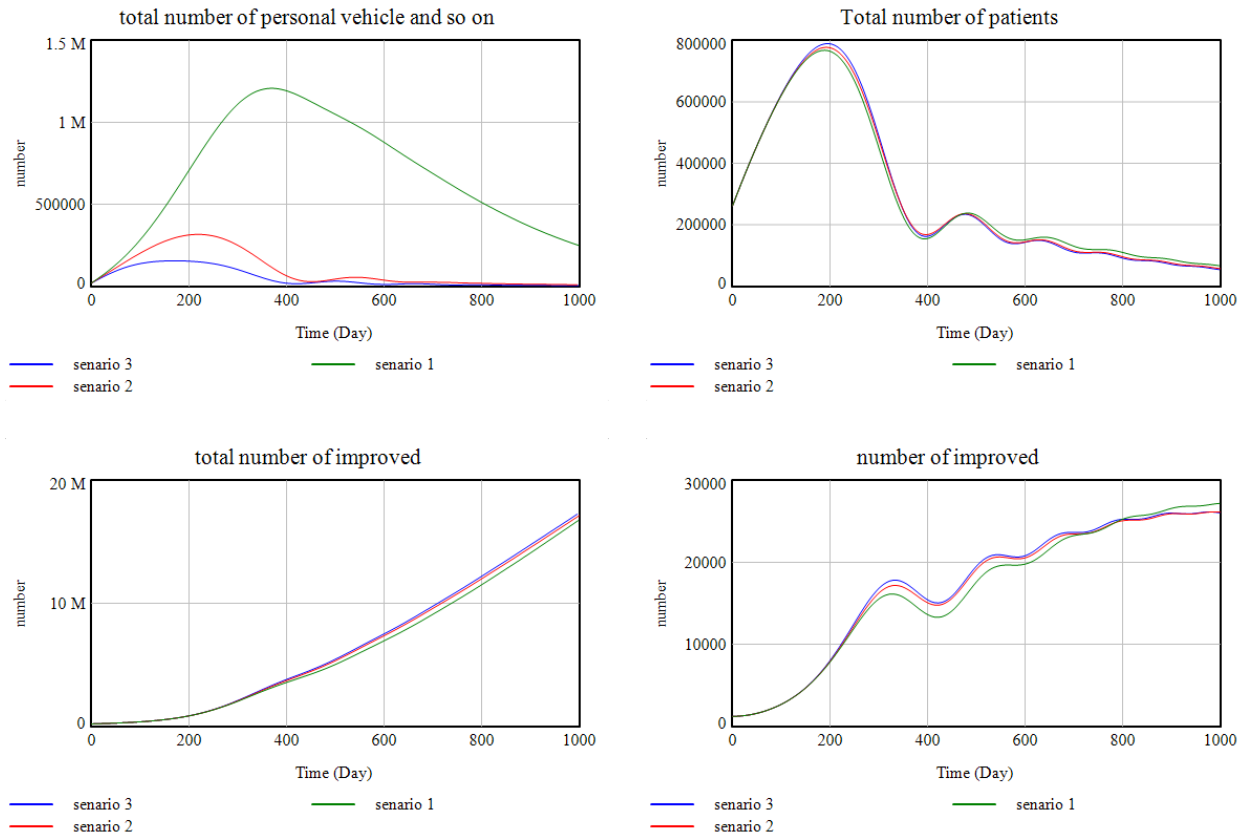 total number of personal vehicle and so on
1.5 M
1 M
500000
0
number
0 200 400 600 800 1000
Time (Day)
senario 3 senario 1
senario 2
Total number of patients
800000
600000
400000
200000
0
number
0 200 400 600 800 1000
Time (Day)
senario 3 senario 1
senario 2
total number of improved
20 M
10 M
0
number
0 200 400 600 800 1000
Time (Day)
senario 3 senario 1
senario 2
number of improved
30000
20000
10000
0
number
0 200 400 600 800 1000
Time (Day)
senario 3 senario 1
senario 2